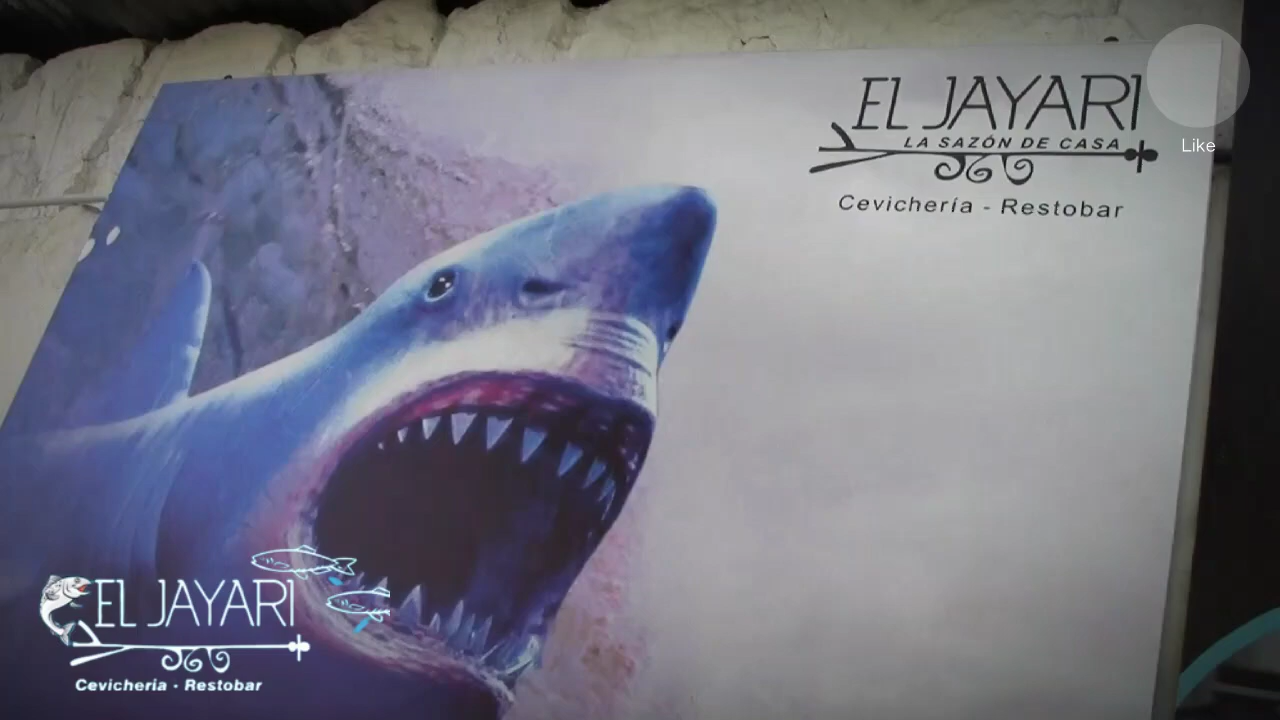 EL JAYARI
LA SAZÓN DE CASA
Cevichería - Restobar
Like
EL JAYARI
Cevichería - Restobar